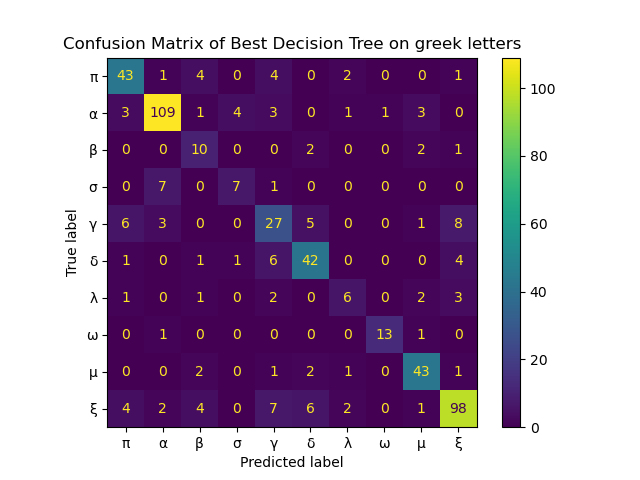 Confusion Matrix of Best Decision Tree on greek letters
π 43 1 4 0 4 0 2 0 0 1
α 3 109 1 4 3 0 1 1 3 0
β 0 0 10 0 0 2 0 0 2 1
σ 0 7 0 7 1 0 0 0 0 0
γ 6 3 0 0 27 5 0 0 1 8
δ 1 0 1 1 6 42 0 0 0 4
λ 1 0 1 0 2 0 6 0 2 3
ω 0 1 0 0 0 0 0 13 1 0
μ 0 0 2 0 1 2 1 0 43 1
ξ 4 2 4 0 7 6 2 0 1 98
π α β σ γ δ λ ω μ ξ
Predicted label
True label
100
80
60
40
20
0